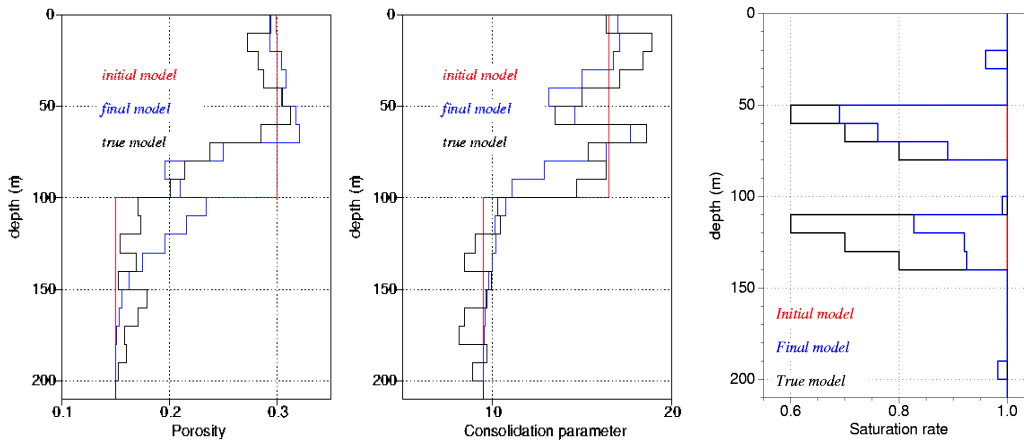 0
50
100
150
200
depth (m)
0.1
0.2
0.3
Porosity
initial model
final model
true model
0
50
100
150
200
depth (m)
10
20
Consolidation parameter
initial model
final model
true model
0
50
100
150
200
depth (m)
0.6
0.8
1.0
Saturation rate
Initial model
Final model
True model